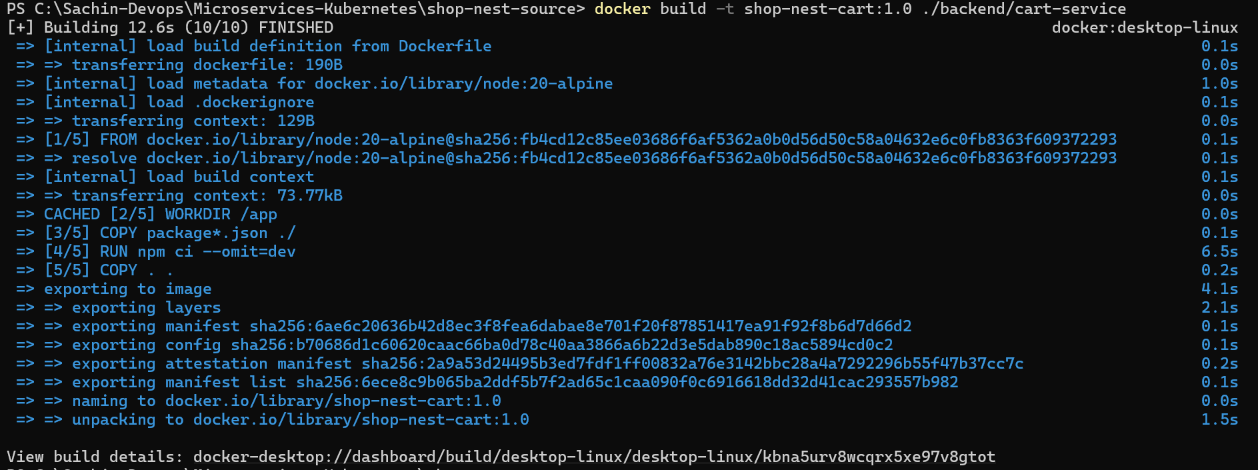 PS C:\Sachin-Devops\Microservices-Kubernetes\shop-nest-source> docker build -t shop-nest-cart:1.0 ./backend/cart-service
[+] Building 12.6s (10/10) FINISHED docker:desktop-linux
=> [internal] load build definition from Dockerfile 0.1s
=> => transferring dockerfile: 190B 0.0s
=> [internal] load metadata for docker.io/library/node:20-alpine 1.0s
=> [internal] load .dockerignore 0.1s
=> => transferring context: 129B 0.0s
=> [1/5] FROM docker.io/library/node:20-alpine@sha256:fb4cd12c85ee03686f6af5362a0b0d56d50c58a04632e6c0fb8363f609372293 0.1s
=> => resolve docker.io/library/node:20-alpine@sha256:fb4cd12c85ee03686f6af5362a0b0d56d50c58a04632e6c0fb8363f609372293 0.1s
=> [internal] load build context 0.1s
=> => transferring context: 73.77kB 0.0s
=> CACHED [2/5] WORKDIR /app 0.0s
=> [3/5] COPY package*.json ./ 0.1s
=> [4/5] RUN npm ci --omit=dev 6.5s
=> [5/5] COPY . . 0.2s
=> exporting to image 4.1s
=> => exporting layers 2.1s
=> => exporting manifest sha256:6ae6c20636b42d8ec3f8fea6dabae8e701f20f87851417ea91f92f8b6d7d66d2 0.1s
=> => exporting config sha256:b70686d1c60620caac66ba0d78c40aa3866a6b22d3e5dab890c18ac5894cd0c2 0.1s
=> => exporting attestation manifest sha256:2a9a53d24495b3ed7fdf1ff00832a76e3142bbc28a4a7292296b55f47b37cc7c 0.2s
=> => exporting manifest list sha256:6ece8c9b065ba2ddf5b7f2ad65c1caa090f0c6916618dd32d41cac293557b982 0.1s
=> => naming to docker.io/library/shop-nest-cart:1.0 0.0s
=> => unpacking to docker.io/library/shop-nest-cart:1.0 1.5s
View build details: docker-desktop://dashboard/build/desktop-linux/desktop-linux/kbna5urv8wcqrx5xe97v8gtot